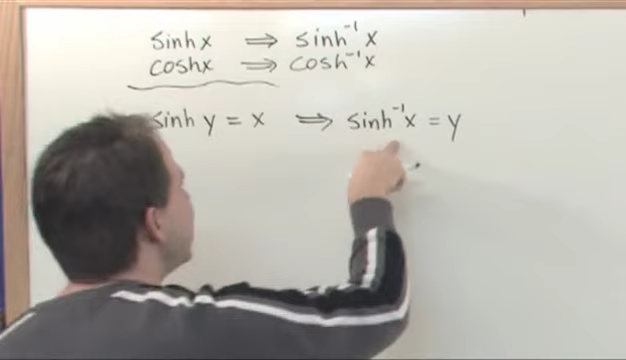 sinh x ⇒ sinh⁻¹ x
cosh x ⇒ cosh⁻¹ x
sinh y = x ⇒ sinh⁻¹ x = y